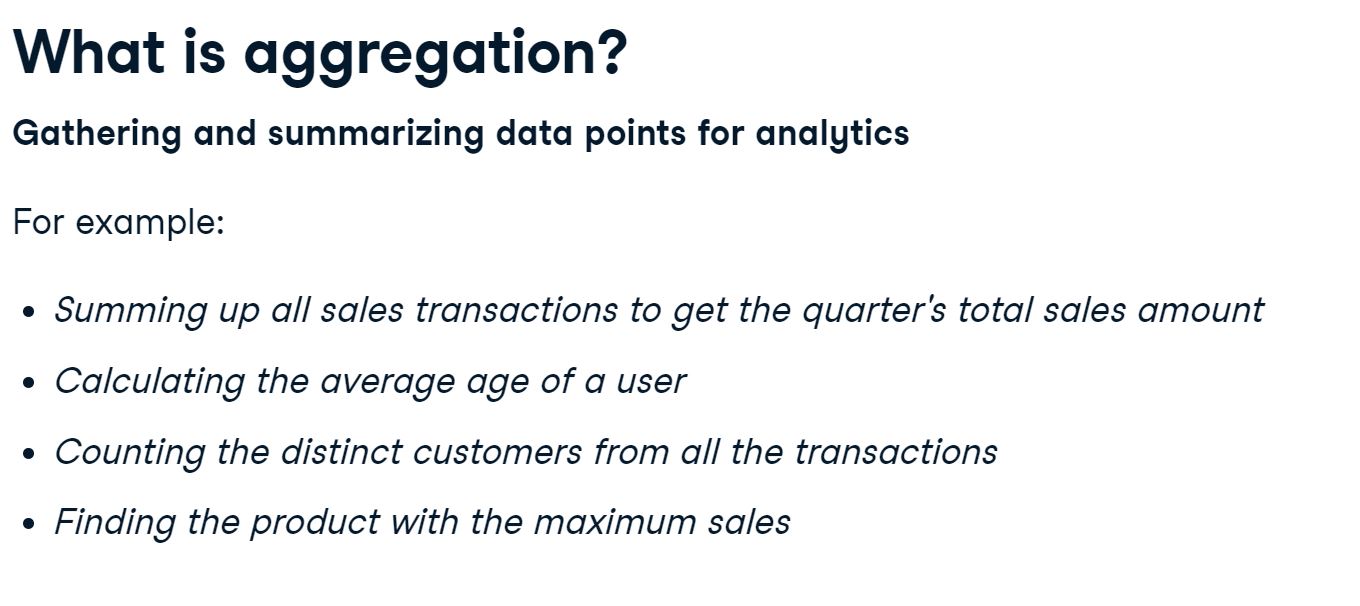 What is aggregation?
Gathering and summarizing data points for analytics
For example:
• Summing up all sales transactions to get the quarter's total sales amount
• Calculating the average age of a user
• Counting the distinct customers from all the transactions
• Finding the product with the maximum sales